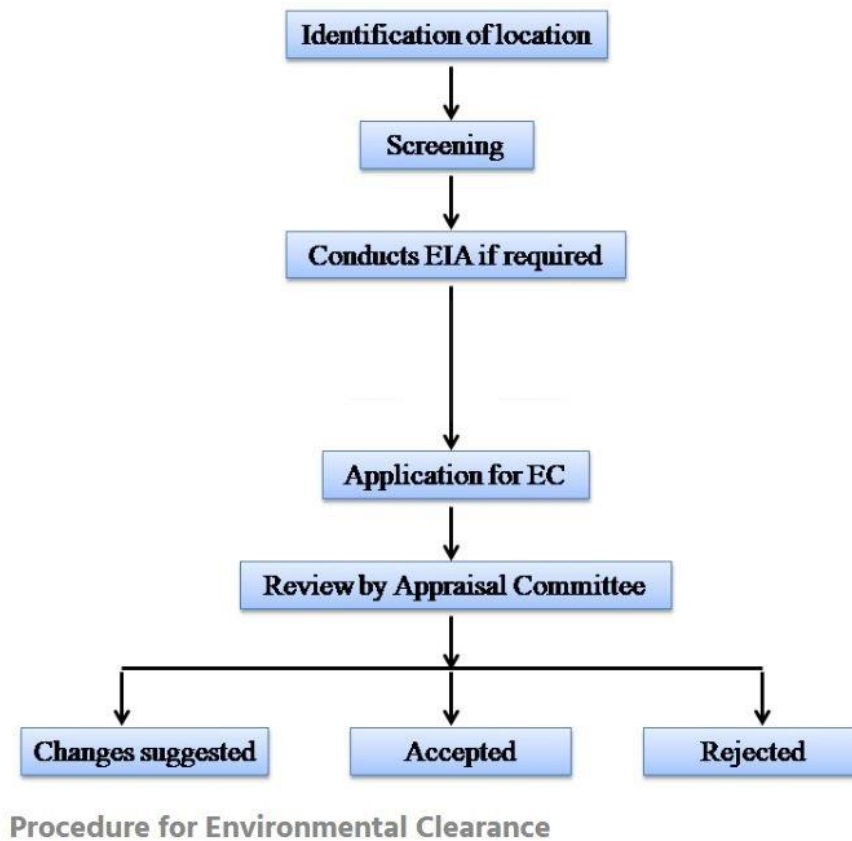 Identification of location
Screening
Conducts EIA if required
Application for EC
Review by Appraisal Committee
Changes suggested
Accepted
Rejected
Procedure for Environmental Clearance